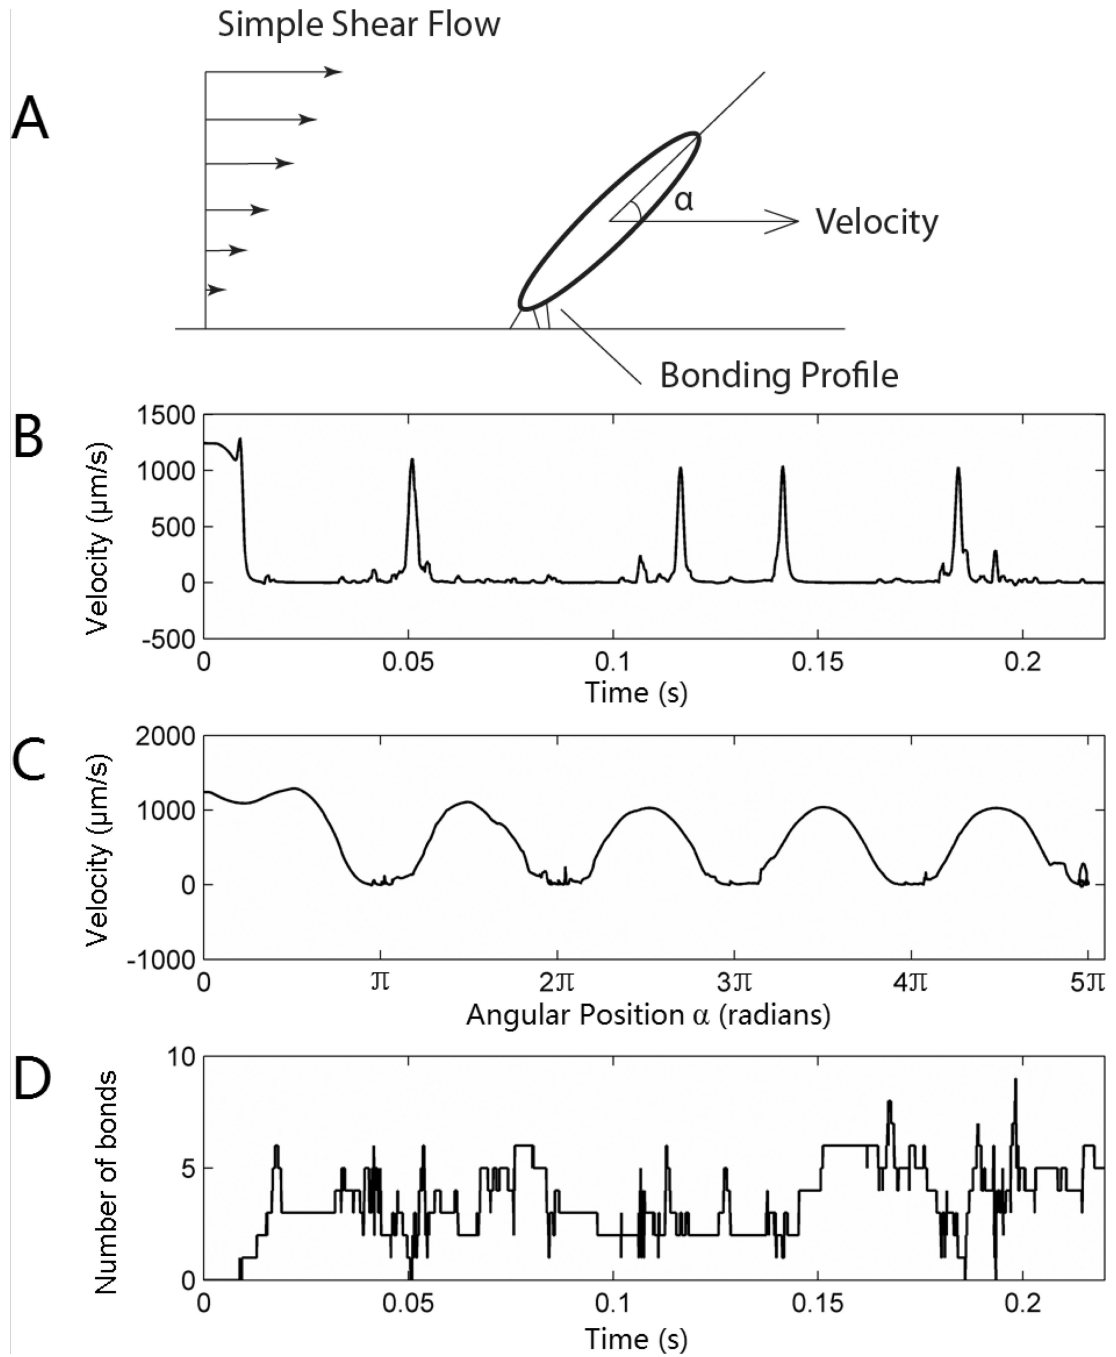 Simple Shear Flow
A
α
Velocity
Bonding Profile
B
Velocity (μm/s)
1500
1000
500
0
-500
0 0.05 0.1 0.15 0.2
Time (s)
C
Velocity (μm/s)
2000
1000
0
-1000
0 π 2π 3π 4π 5π
Angular Position α (radians)
D
Number of bonds
10
5
0
0 0.05 0.1 0.15 0.2
Time (s)